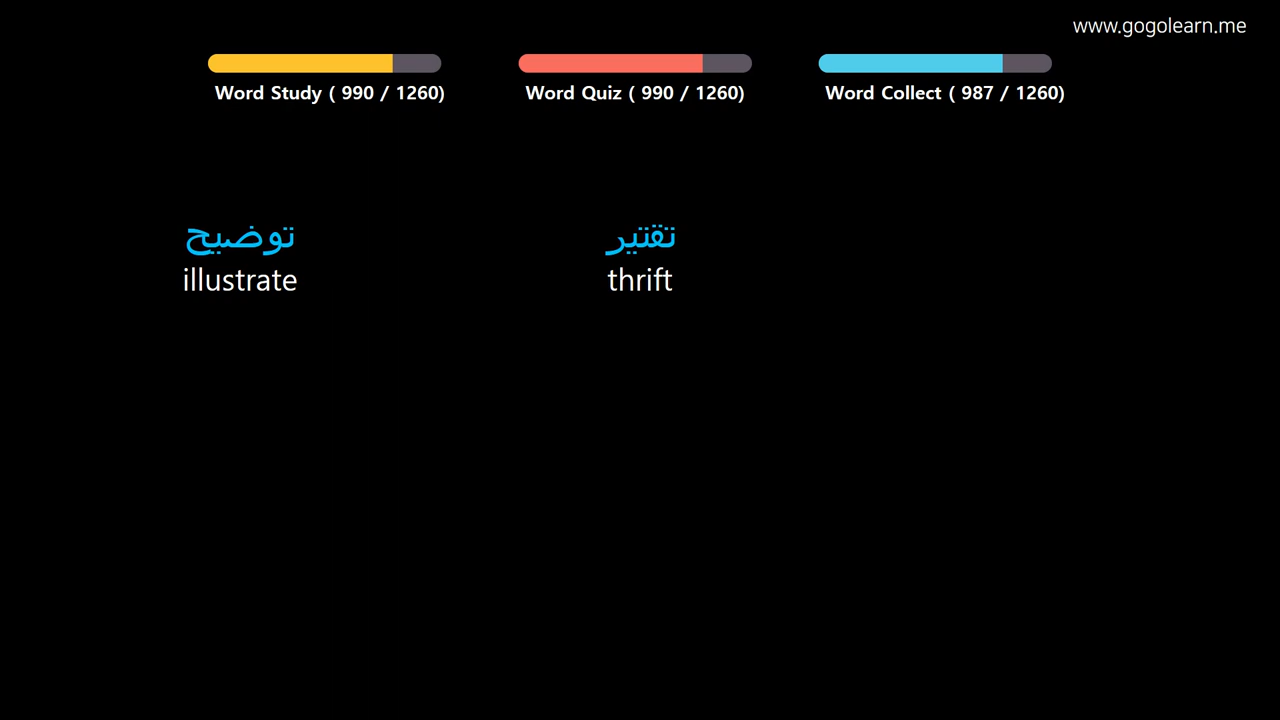 www.gogolearn.me
Word Study ( 990 / 1260)
Word Quiz ( 990 / 1260)
Word Collect ( 987 / 1260)
توضيح
illustrate
تقتير
thrift